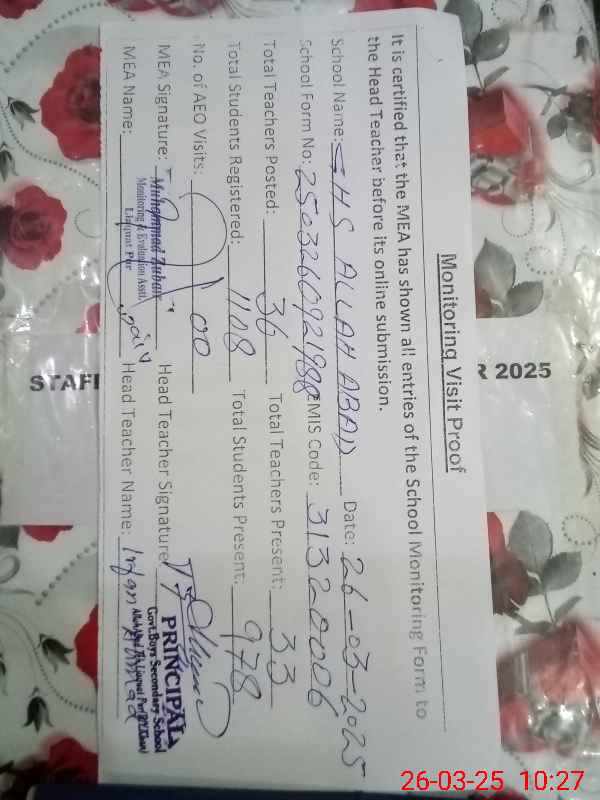 Monitoring Visit Proof
It is certified that the MEA has shown all entries of the School Monitoring Form to
the Head Teacher before its online submission.
School Name: GHS ALLAH ABAD Date: 26-03-2025
School Form No: 2503260921988 EMIS Code: 31320006
Total Teachers Posted: 36 Total Teachers Present: 33
Total Students Registered: 1108 Total Students Present: 978
No. of AEO Visits: 00
MEA Signature: Head Teacher Signature
Muhammad Zubair
Monitoring & Evaluation Asstt.
Liaquat Pur
PRINCIPAL
Govt.Boys Secondary School
MEA Name: Head Teacher Name: Irfan Ahmad
STAFF
R 2025
26-03-25 10:27